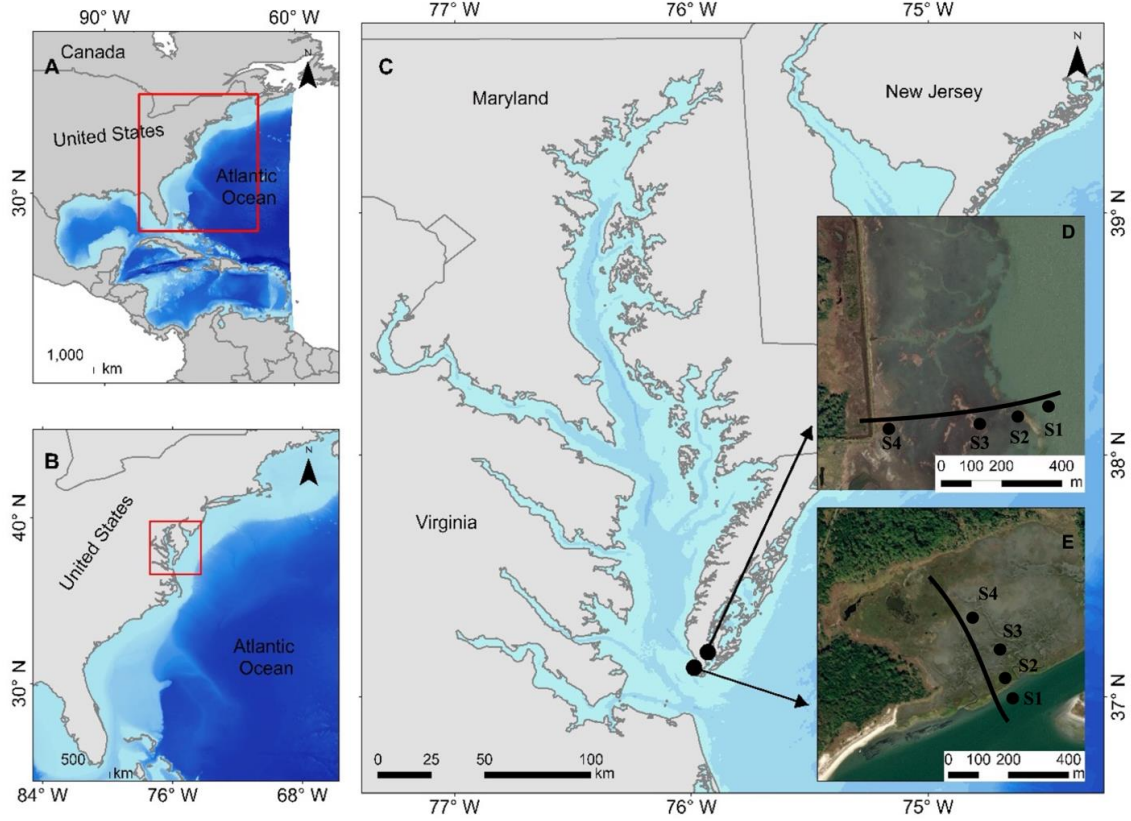 90° W
60° W
Canada
A
N
United States
Atlantic
Ocean
30° N
1,000
km
B
N
40° N
United States
Atlantic
Ocean
30° N
500
km
84° W
76° W
68° W
77° W
76° W
75° W
C
N
Maryland
New Jersey
39° N
Virginia
38° N
37° N
0
25
50
100
km
77° W
76° W
75° W
D
S4
S3
S2
S1
0 100 200
400
m
E
S4
S3
S2
S1
0 100 200
400
m